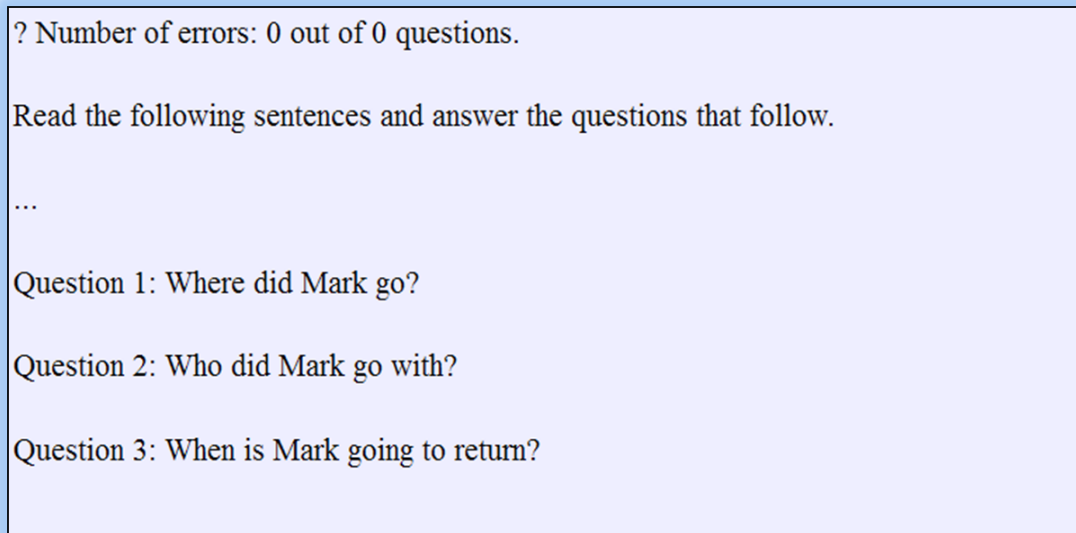 ? Number of errors: 0 out of 0 questions.
Read the following sentences and answer the questions that follow.
...
Question 1: Where did Mark go?
Question 2: Who did Mark go with?
Question 3: When is Mark going to return?